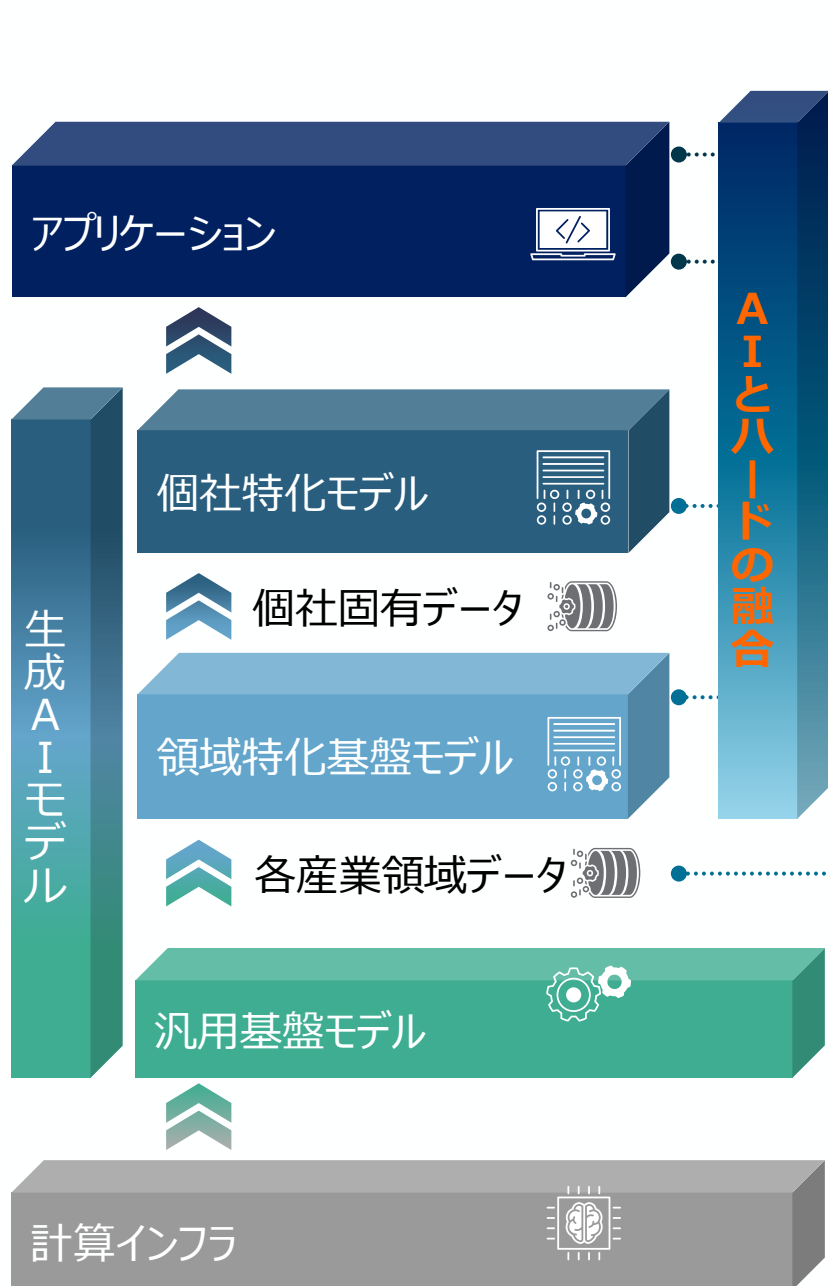 アプリケーション
</>
AIとハードの融合
個社特化モデル
個社固有データ
生成AIモデル
領域特化基盤モデル
各産業領域データ
汎用基盤モデル
計算インフラ